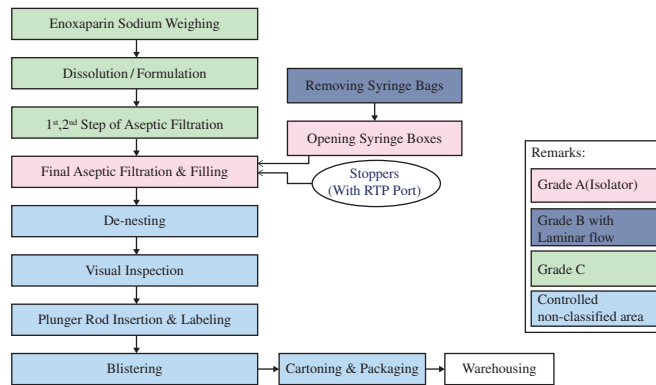 Enoxaparin Sodium Weighing
Dissolution / Formulation
1st,2nd Step of Aseptic Filtration
Final Aseptic Filtration & Filling
Removing Syringe Bags
Opening Syringe Boxes
Stoppers
(With RTP Port)
De-nesting
Visual Inspection
Plunger Rod Insertion & Labeling
Blistering
Cartoning & Packaging
Warehousing
Remarks:
Grade A(Isolator)
Grade B with
Laminar flow
Grade C
Controlled
non-classified area